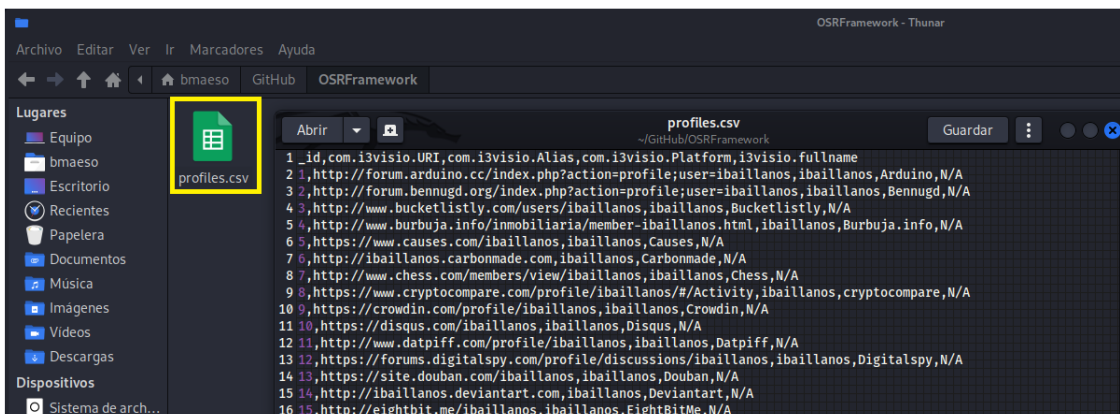 OSRFramework - Thunar
Archivo Editar Ver Ir Marcadores Ayuda
bmaeso GitHub OSRFramework
Lugares
Equipo
bmaeso
Escritorio
Recientes
Papelera
Documentos
Música
Imágenes
Vídeos
Descargas
Dispositivos
Sistema de arch...
profiles.csv
Abrir
profiles.csv
~/GitHub/OSRFramework
Guardar
1 _id,com.i3visio.URI,com.i3visio.Alias,com.i3visio.Platform,i3visio.fullname
2 1,http://forum.arduino.cc/index.php?action=profile;user=ibaillanos,ibaillanos,Arduino,N/A
3 2,http://forum.bennugd.org/index.php?action=profile;user=ibaillanos,ibaillanos,Bennugd,N/A
4 3,http://www.bucketlistly.com/users/ibaillanos,ibaillanos,Bucketlistly,N/A
5 4,http://www.burbuja.info/inmobiliaria/member-ibaillanos.html,ibaillanos,Burbuja.info,N/A
6 5,https://www.causes.com/ibaillanos,ibaillanos,Causes,N/A
7 6,http://ibaillanos.carbonmade.com,ibaillanos,Carbonmade,N/A
8 7,http://www.chess.com/members/view/ibaillanos,ibaillanos,Chess,N/A
9 8,https://www.cryptocompare.com/profile/ibaillanos/#/Activity,ibaillanos,cryptocompare,N/A
10 9,https://crowdin.com/profile/ibaillanos,ibaillanos,Crowdin,N/A
11 10,https://disqus.com/ibaillanos,ibaillanos,Disqus,N/A
12 11,http://www.datpiff.com/profile/ibaillanos,ibaillanos,Datpiff,N/A
13 12,https://forums.digitalspy.com/profile/discussions/ibaillanos,ibaillanos,Digitalspy,N/A
14 13,https://site.douban.com/ibaillanos,ibaillanos,Douban,N/A
15 14,http://ibaillanos.deviantart.com,ibaillanos,Deviantart,N/A
16 15,http://eightbit.me/ibaillanos,ibaillanos,EightBitMe,N/A